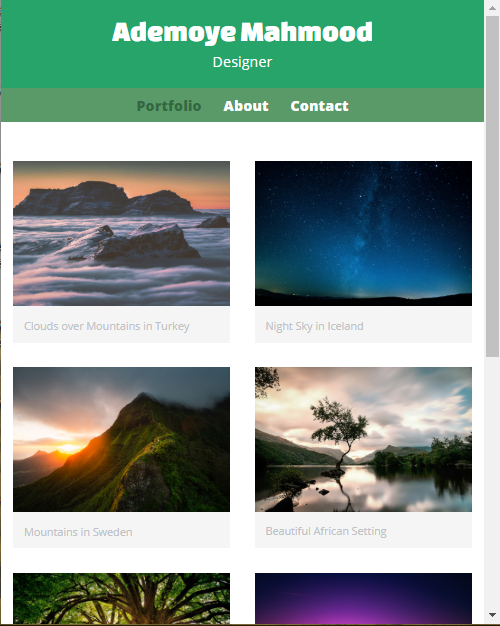 Ademoye Mahmood
Designer
Portfolio About Contact
Clouds over Mountains in Turkey
Night Sky in Iceland
Mountains in Sweden
Beautiful African Setting